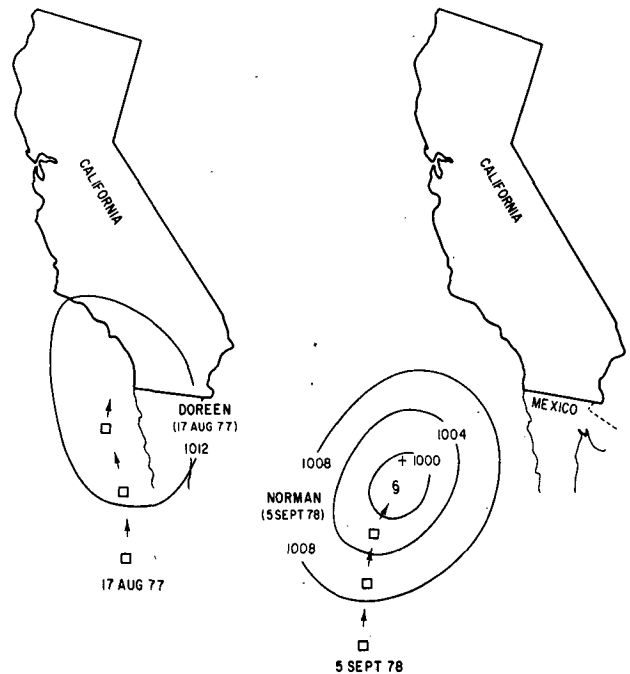 CALIFORNIA
DOREEN
(17 AUG 77)
1012
17 AUG 77
CALIFORNIA
MEXICO
1004
1008
1000
NORMAN
(5 SEPT 78)
1008
5 SEPT 78